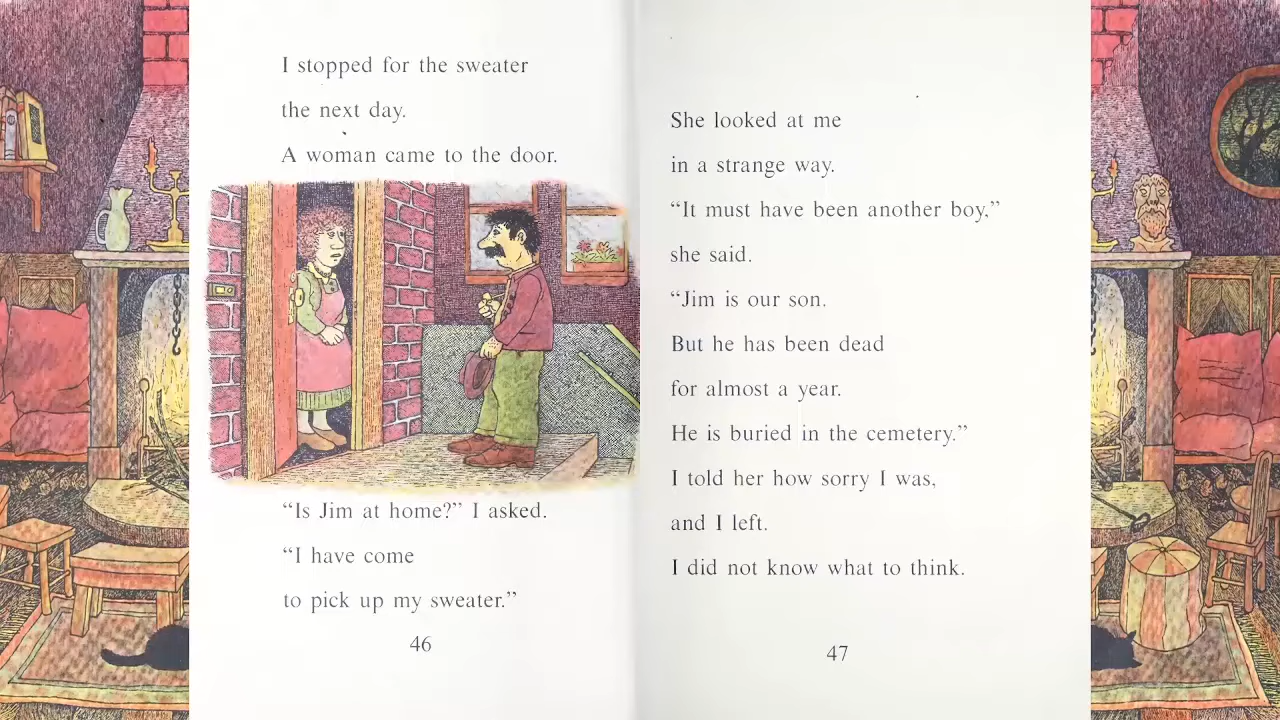 I stopped for the sweater
the next day.
A woman came to the door.
“Is Jim at home?” I asked.
“I have come
to pick up my sweater.”
46
She looked at me
in a strange way.
“It must have been another boy,”
she said.
“Jim is our son.
But he has been dead
for almost a year.
He is buried in the cemetery.”
I told her how sorry I was,
and I left.
I did not know what to think.
47